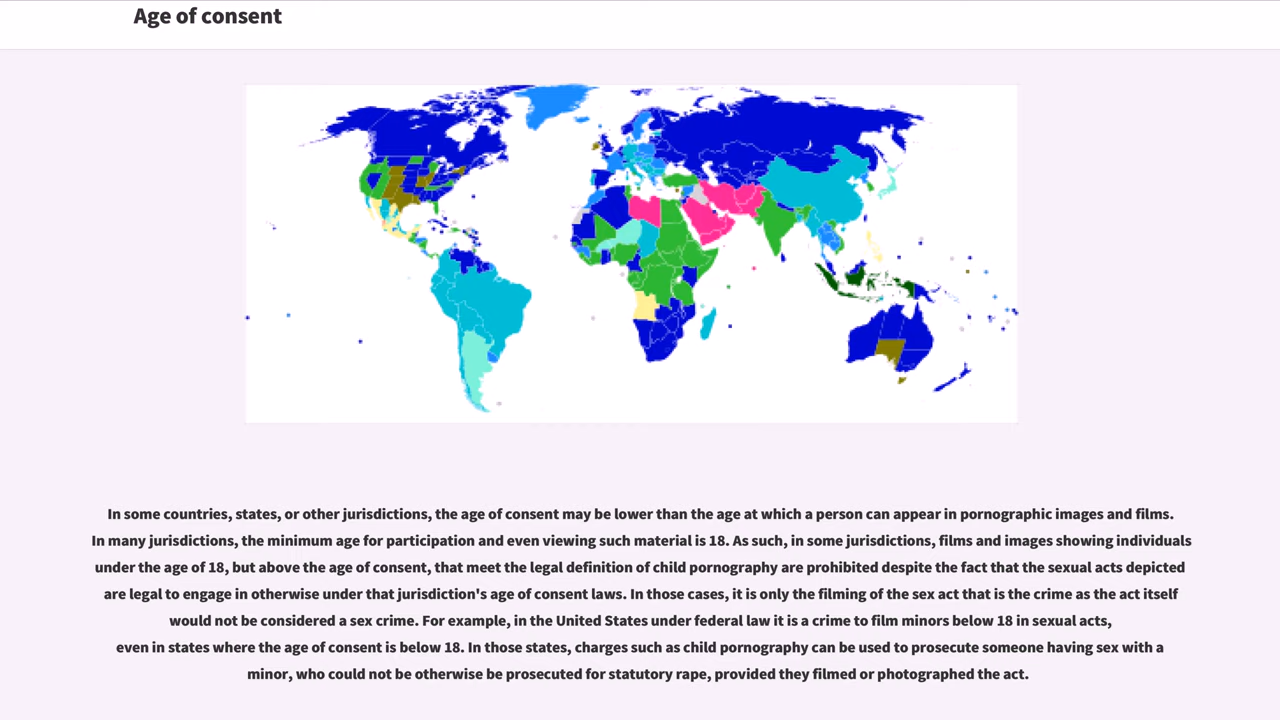 Age of consent
In some countries, states, or other jurisdictions, the age of consent may be lower than the age at which a person can appear in pornographic images and films.
In many jurisdictions, the minimum age for participation and even viewing such material is 18. As such, in some jurisdictions, films and images showing individuals
under the age of 18, but above the age of consent, that meet the legal definition of child pornography are prohibited despite the fact that the sexual acts depicted
are legal to engage in otherwise under that jurisdiction's age of consent laws. In those cases, it is only the filming of the sex act that is the crime as the act itself
would not be considered a sex crime. For example, in the United States under federal law it is a crime to film minors below 18 in sexual acts,
even in states where the age of consent is below 18. In those states, charges such as child pornography can be used to prosecute someone having sex with a
minor, who could not be otherwise be prosecuted for statutory rape, provided they filmed or photographed the act.